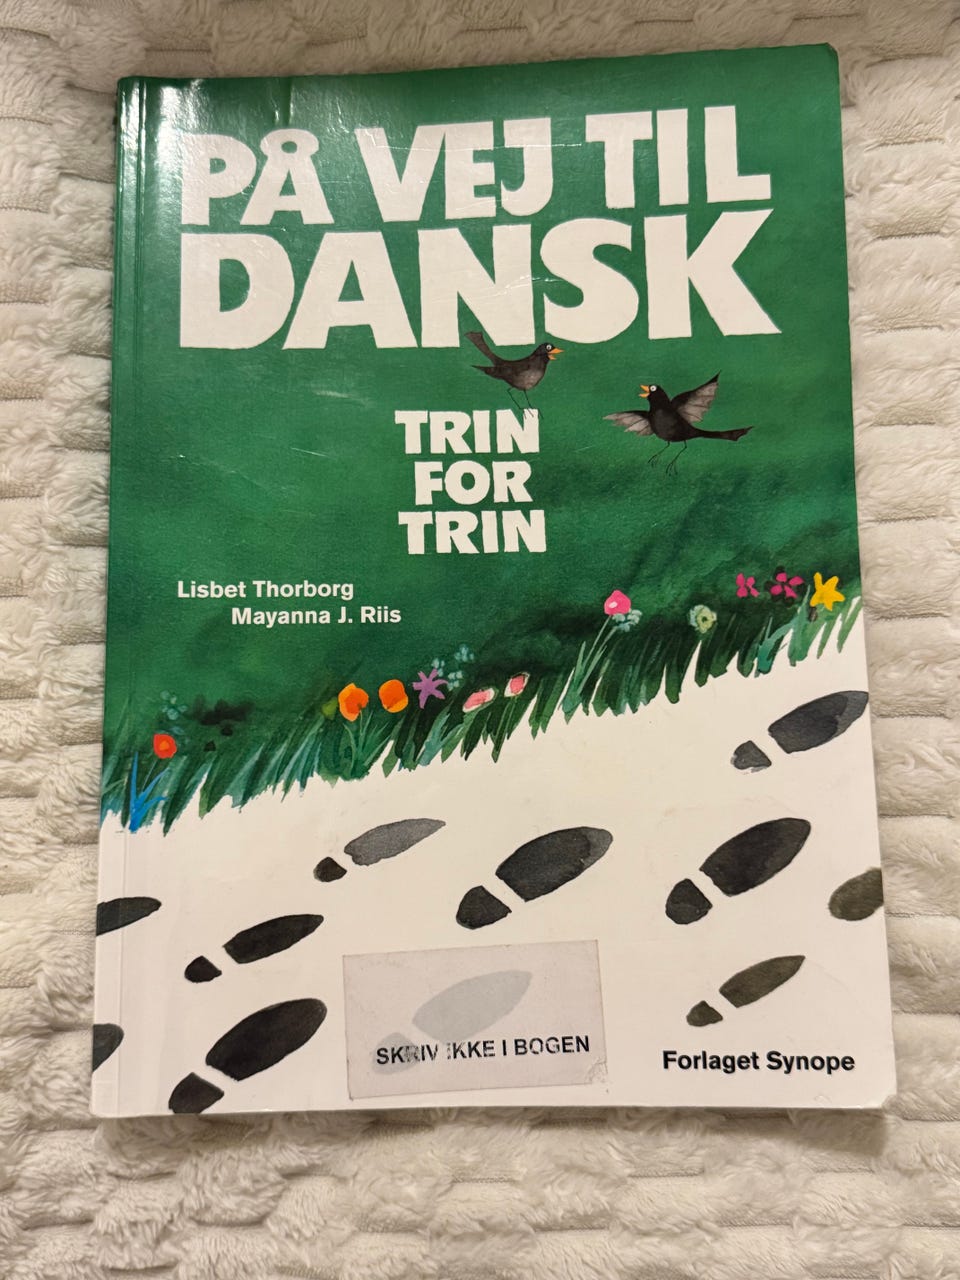 PÅ VEJ TIL
DANSK
TRIN
FOR
TRIN
Lisbet Thorborg
Mayanna J. Riis
SKRIV IKKE I BOGEN
Forlaget Synope